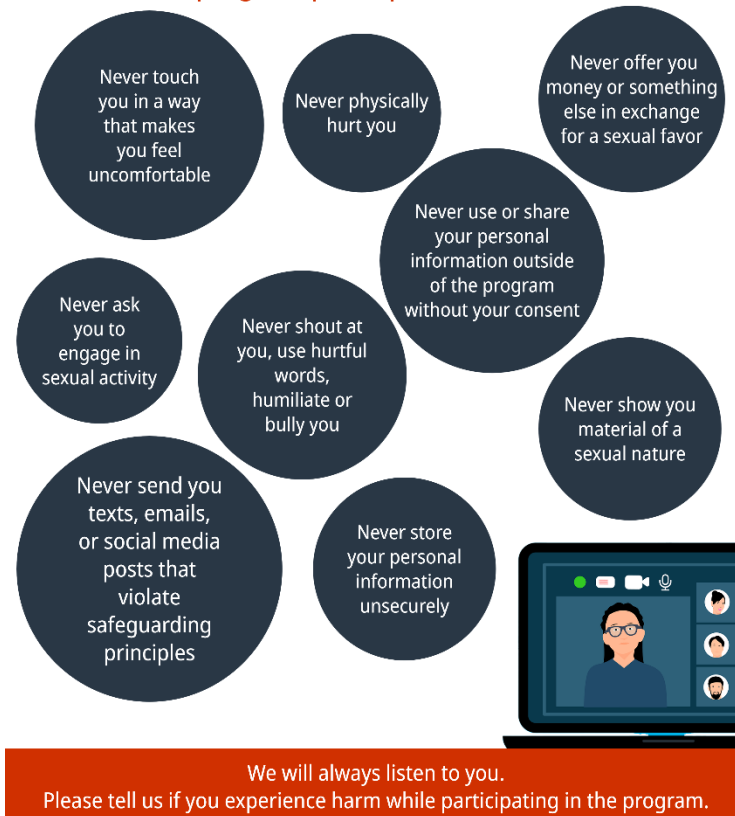 Never touch
you in a way
that makes
you feel
uncomfortable
Never physically
hurt you
Never offer you
money or something
else in exchange
for a sexual favor
Never use or share
your personal
information outside
of the program
without your consent
Never ask
you to
engage in
sexual activity
Never shout at
you, use hurtful
words,
humiliate or
bully you
Never show you
material of a
sexual nature
Never send you
texts, emails,
or social media
posts that
violate
safeguarding
principles
Never store
your personal
information
unsecurely
We will always listen to you.
Please tell us if you experience harm while participating in the program.